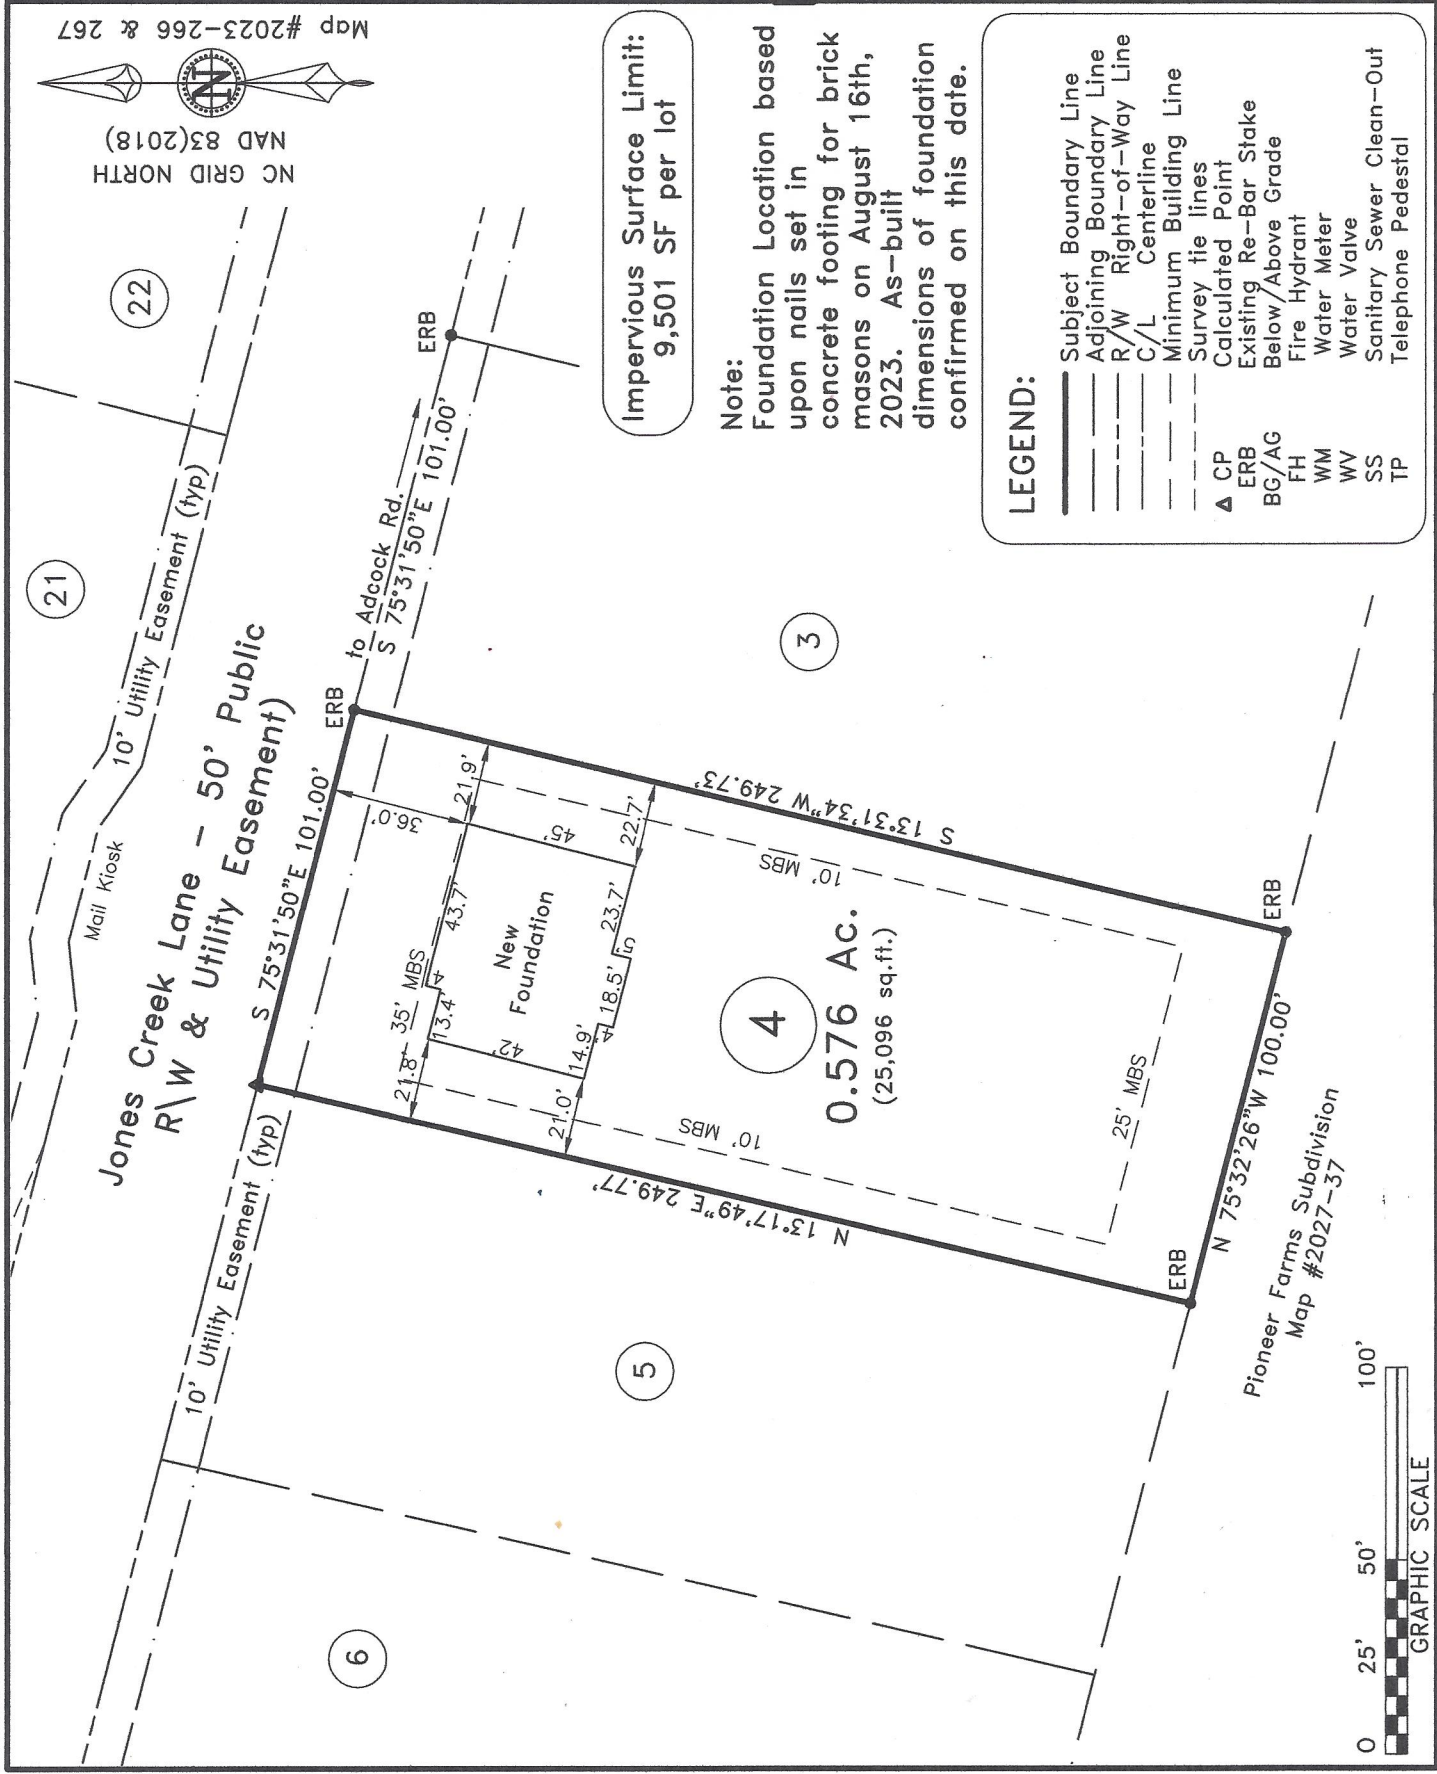 Map #2023-266 & 267
N
NAD 83(2018)
NC GRID NORTH
22
21
10' Utility Easement (typ)
Mail Kiosk
Jones Creek Lane - 50' Public
R\W & Utility Easement)
10' Utility Easement (typ)
S 75°31'50"E 101.00'
ERB
to Adcock Rd.
S 75°31'50"E 101.00'
ERB
36.0'
21.9'
35' MBS
43.7'
4'
13.4'
21.8'
45'
42'
New
Foundation
22.7'
23.7'
5'
18.5'
4'
14.9'
21.0'
10' MBS
10' MBS
S 13°31'34"W 249.73'
N 13°17'49"E 249.77'
4
0.576 Ac.
(25,096 sq.ft.)
25' MBS
ERB
ERB
N 75°32'26"W 100.00'
3
5
6
Pioneer Farms Subdivision
Map #2027-37
Impervious Surface Limit:
9,501 SF per lot
Note:
Foundation Location based
upon nails set in
concrete footing for brick
masons on August 16th,
2023. As-built
dimensions of foundation
confirmed on this date.
LEGEND:
Subject Boundary Line
Adjoining Boundary Line
R/W Right-of-Way Line
C/L Centerline
Minimum Building Line
Survey tie lines
CP Calculated Point
ERB Existing Re-Bar Stake
BG/AG Below/Above Grade
FH Fire Hydrant
WM Water Meter
WV Water Valve
SS Sanitary Sewer Clean-Out
TP Telephone Pedestal
0 25' 50' 100'
GRAPHIC SCALE